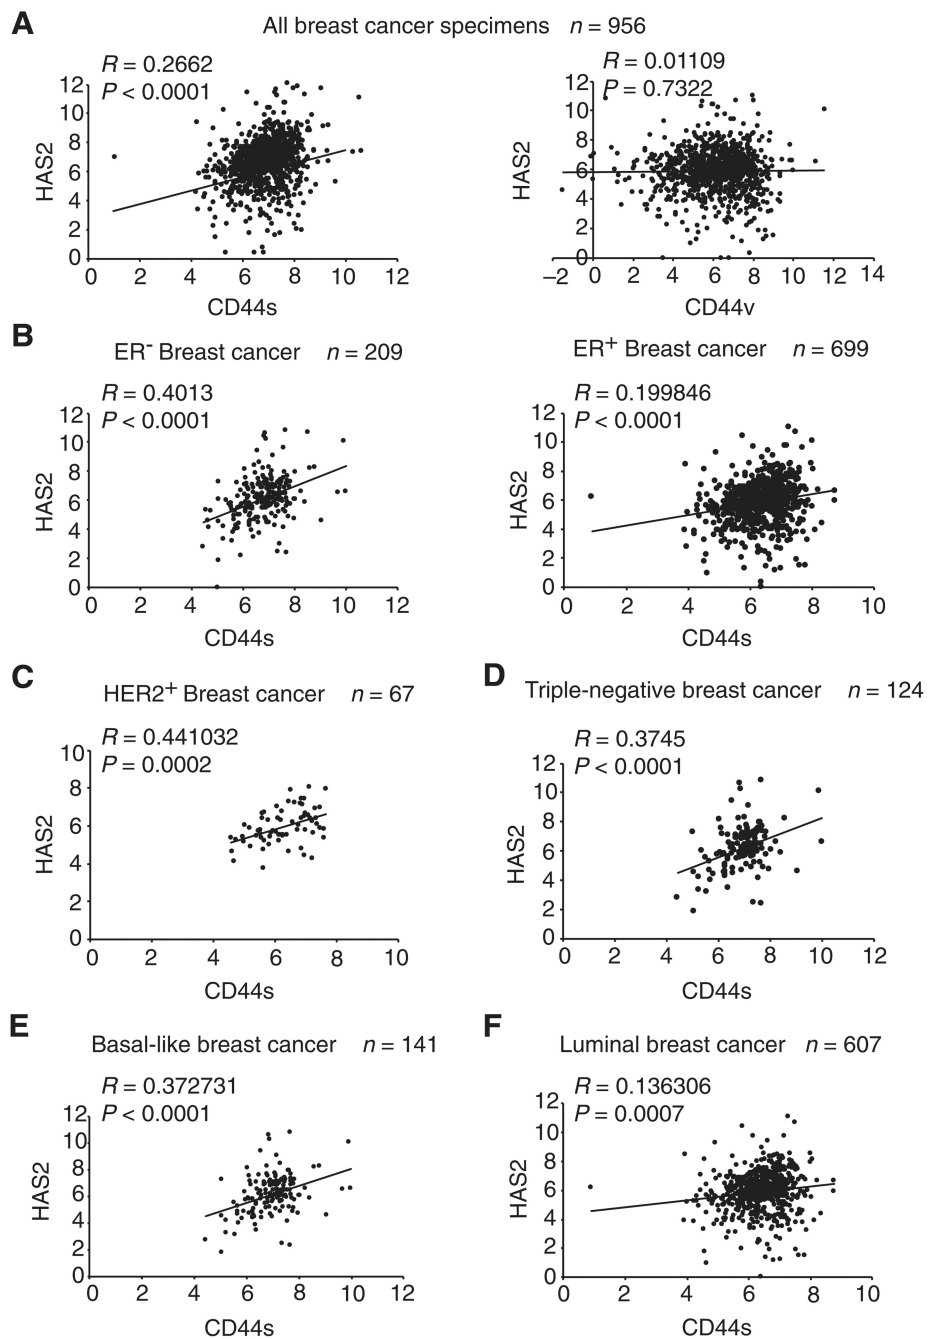 A
All breast cancer specimens n = 956
R = 0.2662
P < 0.0001
12
10
8
6
4
2
0
HAS2
0 2 4 6 8 10 12
CD44s
R = 0.01109
P = 0.7322
12
10
8
6
4
2
0
HAS2
–2 0 2 4 6 8 10 12 14
CD44v
B
ER- Breast cancer n = 209
R = 0.4013
P < 0.0001
12
10
8
6
4
2
0
HAS2
0 2 4 6 8 10 12
CD44s
ER+ Breast cancer n = 699
R = 0.199846
P < 0.0001
12
10
8
6
4
2
0
HAS2
0 2 4 6 8 10
CD44s
C
HER2+ Breast cancer n = 67
R = 0.441032
P = 0.0002
10
8
6
4
2
0
HAS2
0 2 4 6 8 10
CD44s
D
Triple-negative breast cancer n = 124
R = 0.3745
P < 0.0001
12
10
8
6
4
2
0
HAS2
0 2 4 6 8 10 12
CD44s
E
Basal-like breast cancer n = 141
R = 0.372731
P < 0.0001
12
10
8
6
4
2
0
HAS2
0 2 4 6 8 10 12
CD44s
F
Luminal breast cancer n = 607
R = 0.136306
P = 0.0007
12
10
8
6
4
2
0
HAS2
0 2 4 6 8 10
CD44s